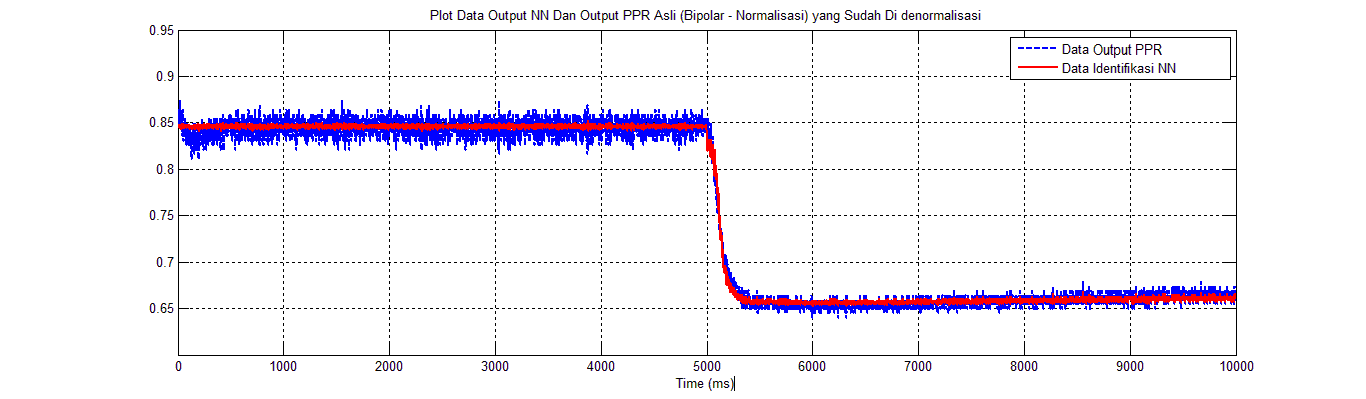 Plot Data Output NN Dan Output PPR Asli (Bipolar - Normalisasi) yang Sudah Di denormalisasi
0.95
0.9
0.85
0.8
0.75
0.7
0.65
Data Output PPR
Data Identifikasi NN
0 1000 2000 3000 4000 5000 6000 7000 8000 9000 10000
Time (ms)